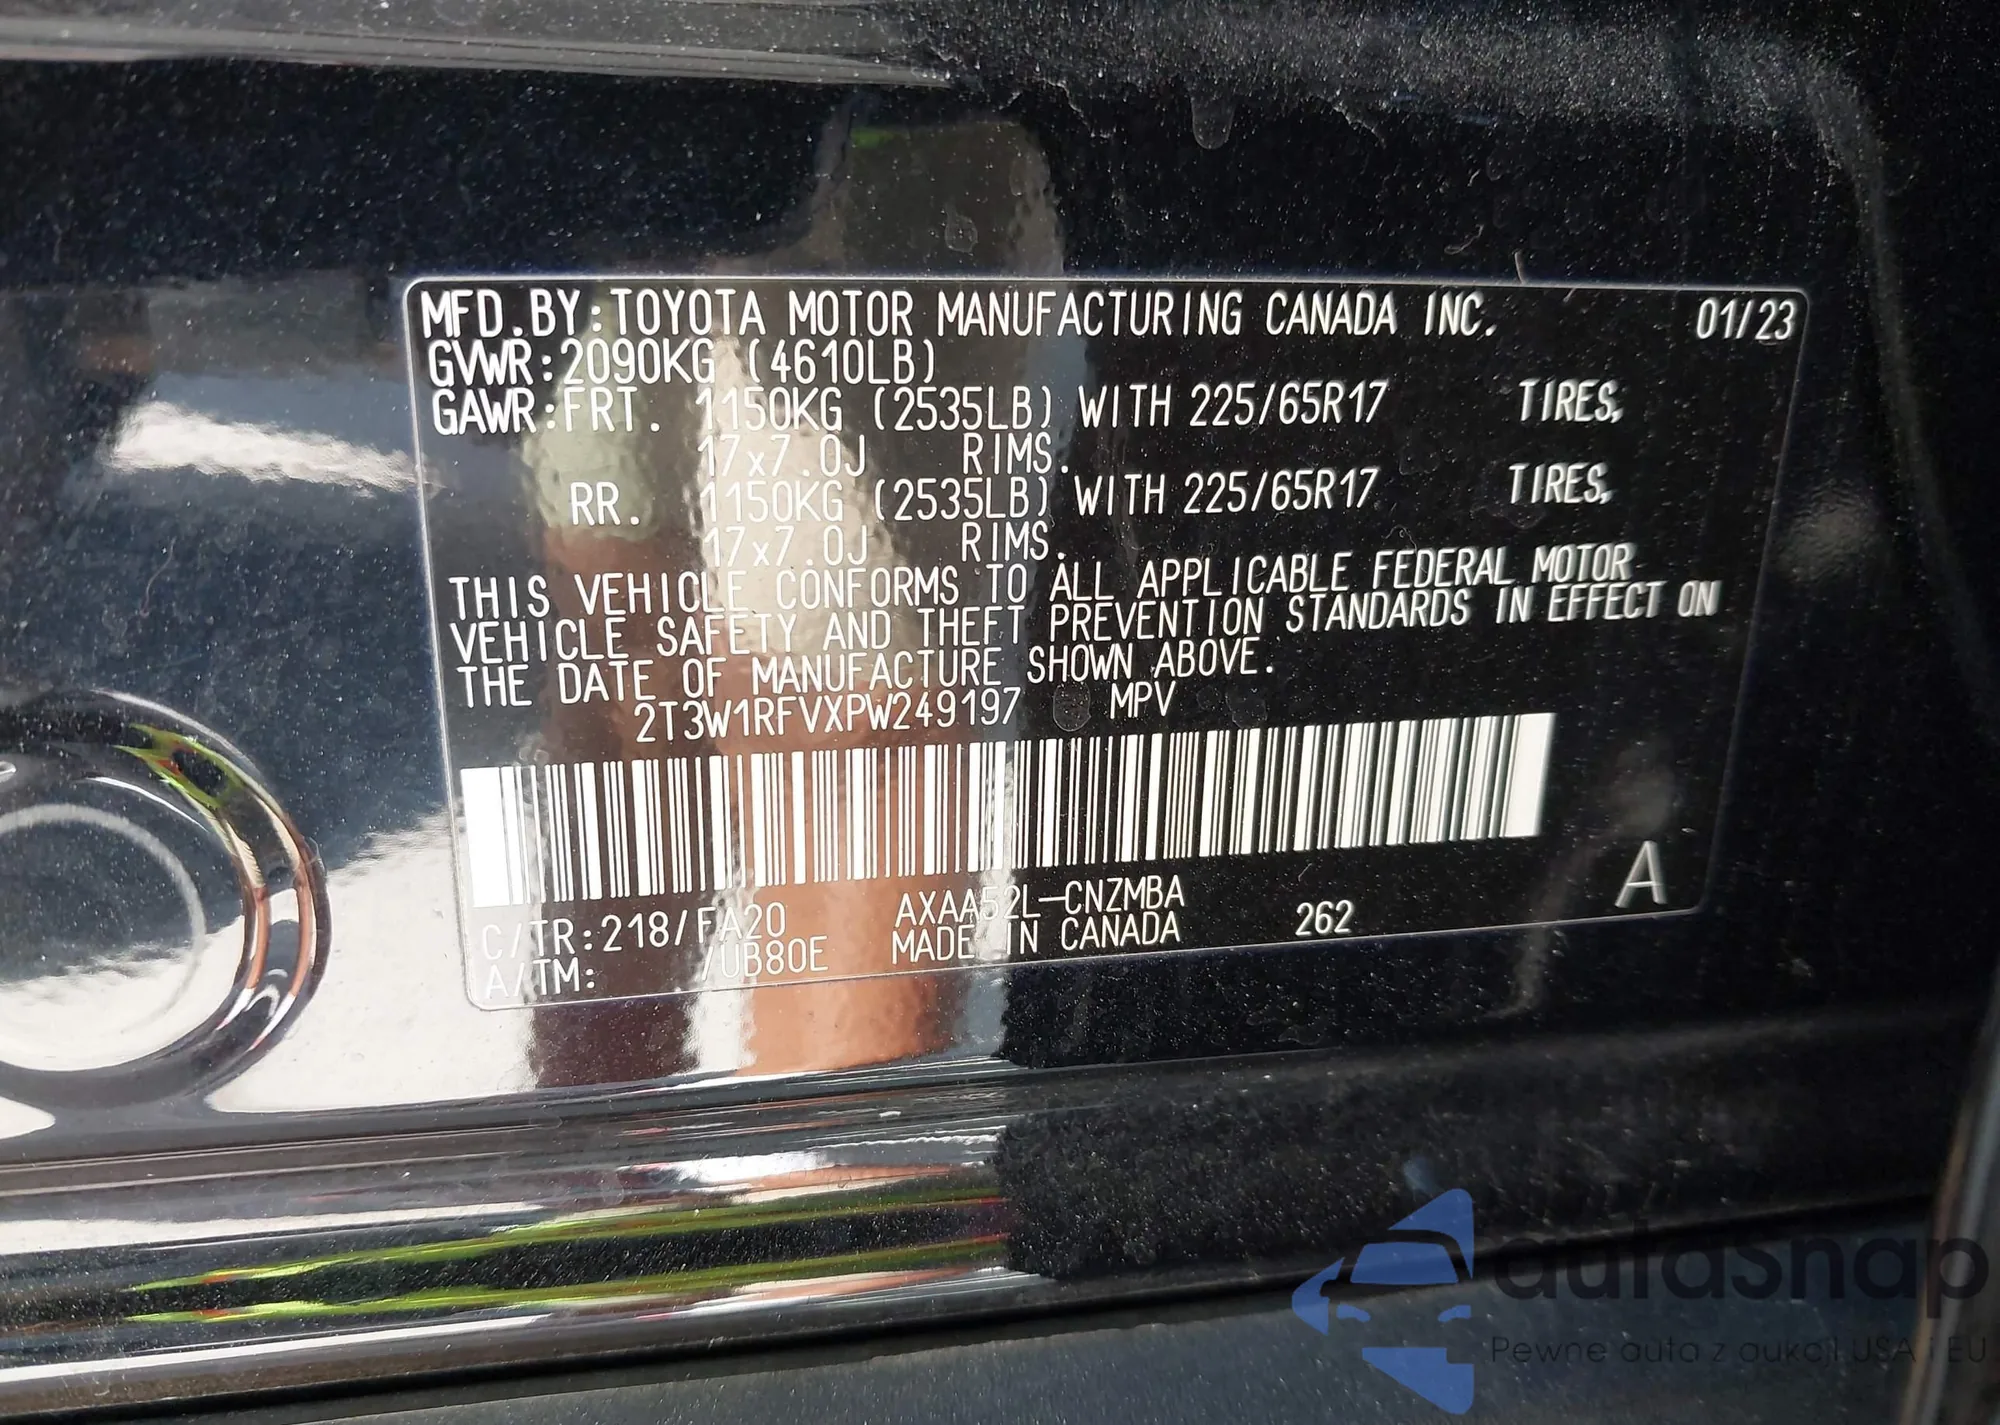 MFD.BY:TOYOTA MOTOR MANUFACTURING CANADA INC. 01/23
GVWR:2090KG (4610LB)
GAWR:FRT. 1150KG (2535LB) WITH 225/65R17 TIRES,
17x7.0J RIMS.
RR. 1150KG (2535LB) WITH 225/65R17 TIRES,
17x7.0J RIMS.
THIS VEHICLE CONFORMS TO ALL APPLICABLE FEDERAL MOTOR
VEHICLE SAFETY AND THEFT PREVENTION STANDARDS IN EFFECT ON
THE DATE OF MANUFACTURE SHOWN ABOVE.
2T3W1RFVXPW249197 MPV
C/TR:218/FA20 AXAA52L-CNZMBA 262 A
A/TM: /UB80E MADE IN CANADA
autasnap
Pewne auta z aukcji USA i EU